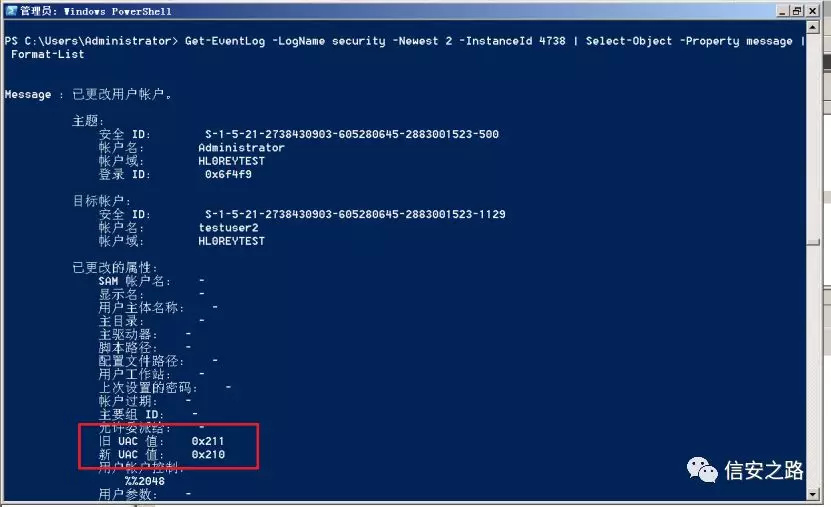 管理员: Windows PowerShell
PS C:\Users\Administrator> Get-EventLog -LogName security -Newest 2 -InstanceId 4738 | Select-Object -Property message |
Format-List
Message : 已更改用户帐户。
主题:
安全 ID: S-1-5-21-2738430903-605280645-2883001523-500
帐户名: Administrator
帐户域: HL0REYTEST
登录 ID: 0x6f4f9
目标帐户:
安全 ID: S-1-5-21-2738430903-605280645-2883001523-1129
帐户名: testuser2
帐户域: HL0REYTEST
已更改的属性:
SAM 帐户名: -
显示名: -
用户主体名称: -
主目录: -
主驱动器: -
脚本路径: -
配置文件路径: -
用户工作站: -
上次设置的密码: -
帐户过期: -
主要组 ID: -
允许委派给: -
旧 UAC 值: 0x211
新 UAC 值: 0x210
用户帐户控制:
%%2048
用户参数: -
信安之路